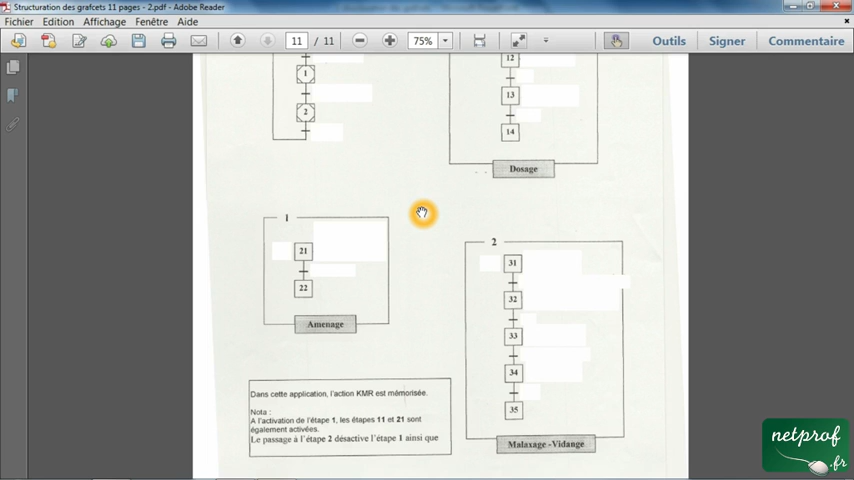 Structuration des grafcets 11 pages - 2.pdf - Adobe Reader
Fichier Edition Affichage Fenêtre Aide
11 / 11 75% Outils Signer Commentaire
1
2
12
13
14
Dosage
1
21
22
Amenage
2
31
32
33
34
35
Malaxage -Vidange
Dans cette application, l'action KMR est mémorisée.
Nota :
A l'activation de l'étape 1, les étapes 11 et 21 sont
également activées.
Le passage à l'étape 2 désactive l'étape 1 ainsi que
netprof
.fr